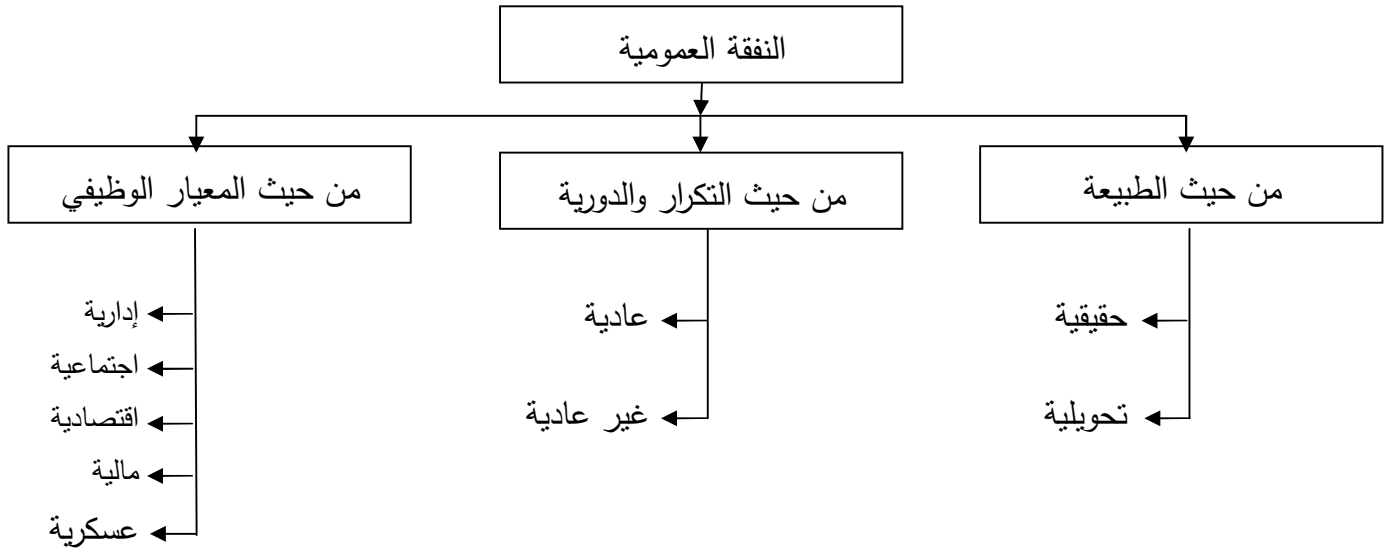 النفقة العمومية
من حيث الطبيعة
من حيث التكرار والدورية
من حيث المعيار الوظيفي
حقيقية
تحويلية
عادية
غير عادية
إدارية
اجتماعية
اقتصادية
مالية
عسكرية